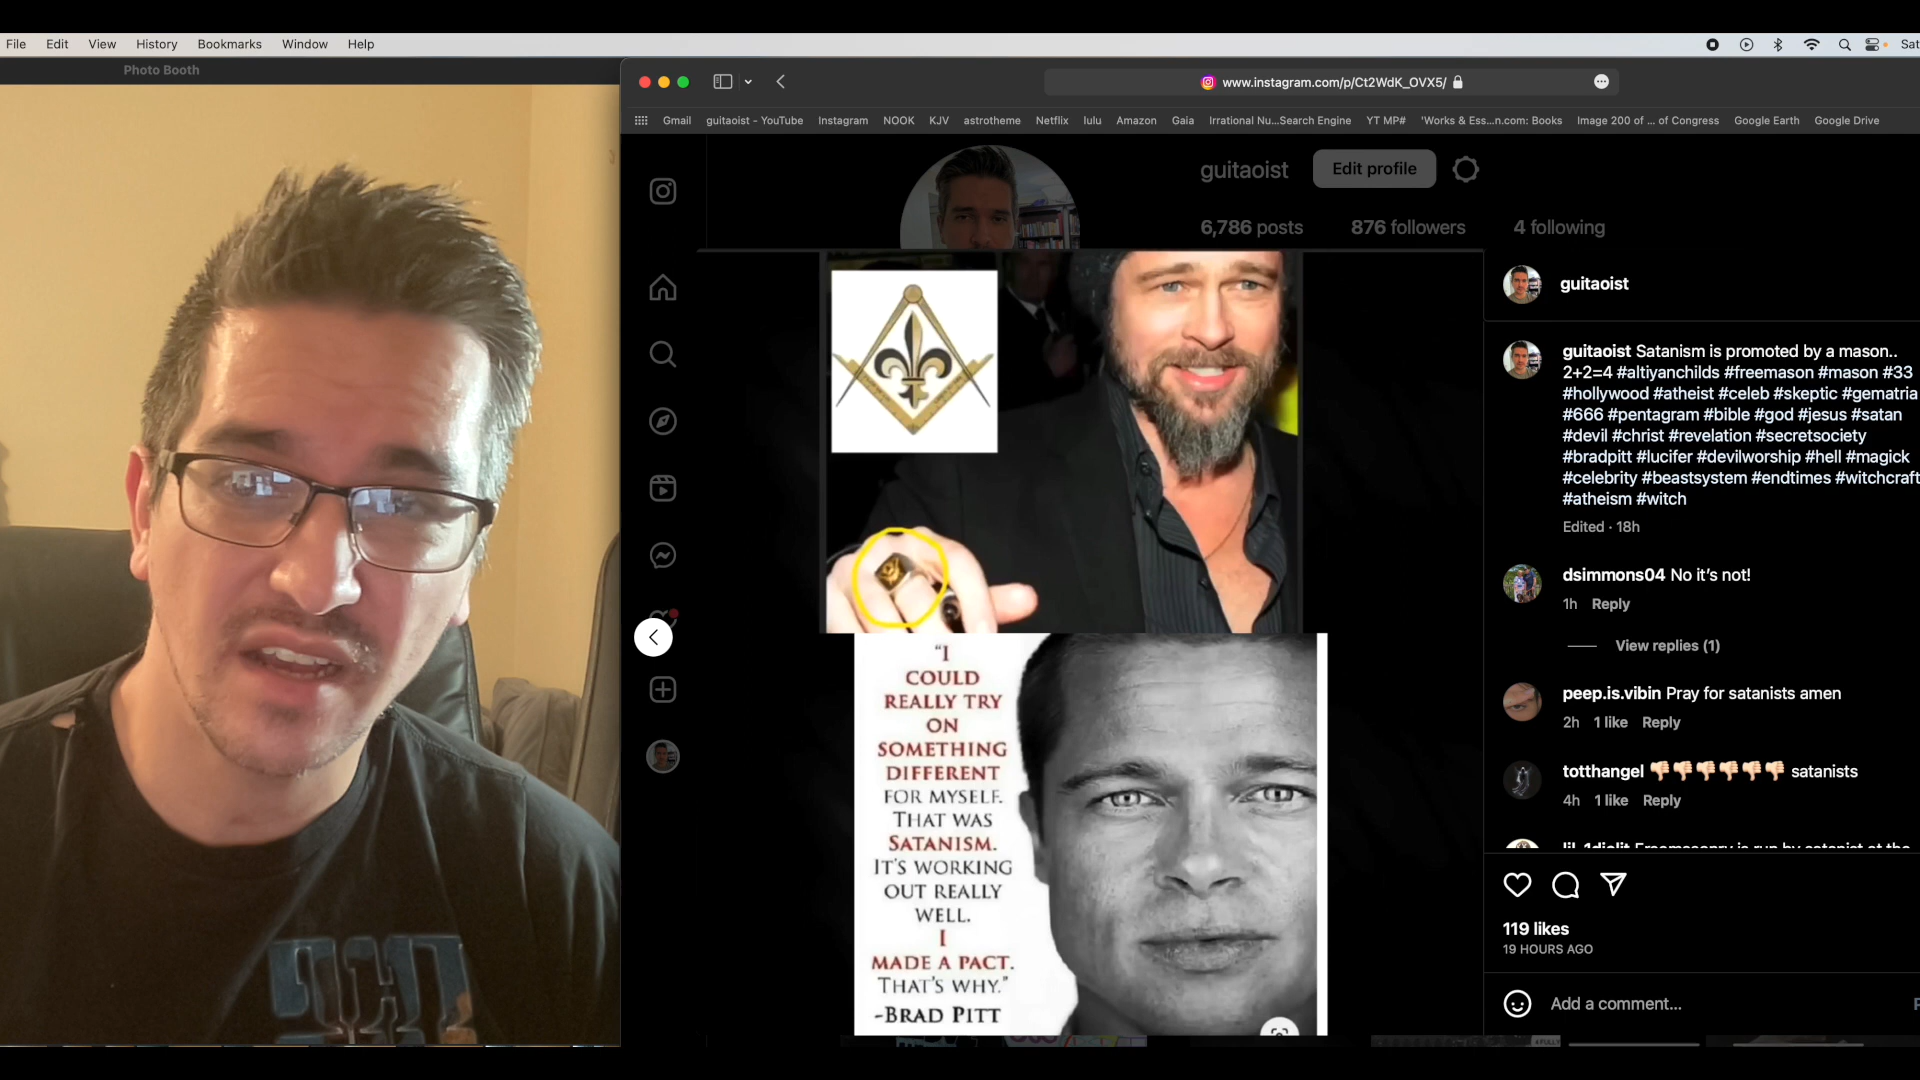 File Edit View History Bookmarks Window Help
Sat
Photo Booth
www.instagram.com/p/Ct2WdK_OVX5/
Gmail guitaoist - YouTube Instagram NOOK KJV astrotheme Netflix lulu Amazon Gaia Irrational Nu...Search Engine YT MP# 'Works & Ess...n.com: Books Image 200 of ... of Congress Google Earth Google Drive
guitaoist Edit profile
6,786 posts 876 followers 4 following
"I
COULD
REALLY TRY
ON
SOMETHING
DIFFERENT
FOR MYSELF.
THAT WAS
SATANISM.
IT'S WORKING
OUT REALLY
WELL.
I
MADE A PACT.
THAT'S WHY."
-BRAD PITT
guitaoist
guitaoist Satanism is promoted by a mason..
2+2=4 #altiyanchilds #freemason #mason #33
#hollywood #atheist #celeb #skeptic #gematria
#666 #pentagram #bible #god #jesus #satan
#devil #christ #revelation #secretsociety
#bradpitt #lucifer #devilworship #hell #magick
#celebrity #beastsystem #endtimes #witchcraft
#atheism #witch
Edited · 18h
dsimmons04 No it's not!
1h Reply
View replies (1)
peep.is.vibin Pray for satanists amen
2h 1 like Reply
totthangel 👎🏻👎🏻👎🏻👎🏻👎🏻👎🏻 satanists
4h 1 like Reply
119 likes
19 HOURS AGO
Add a comment...